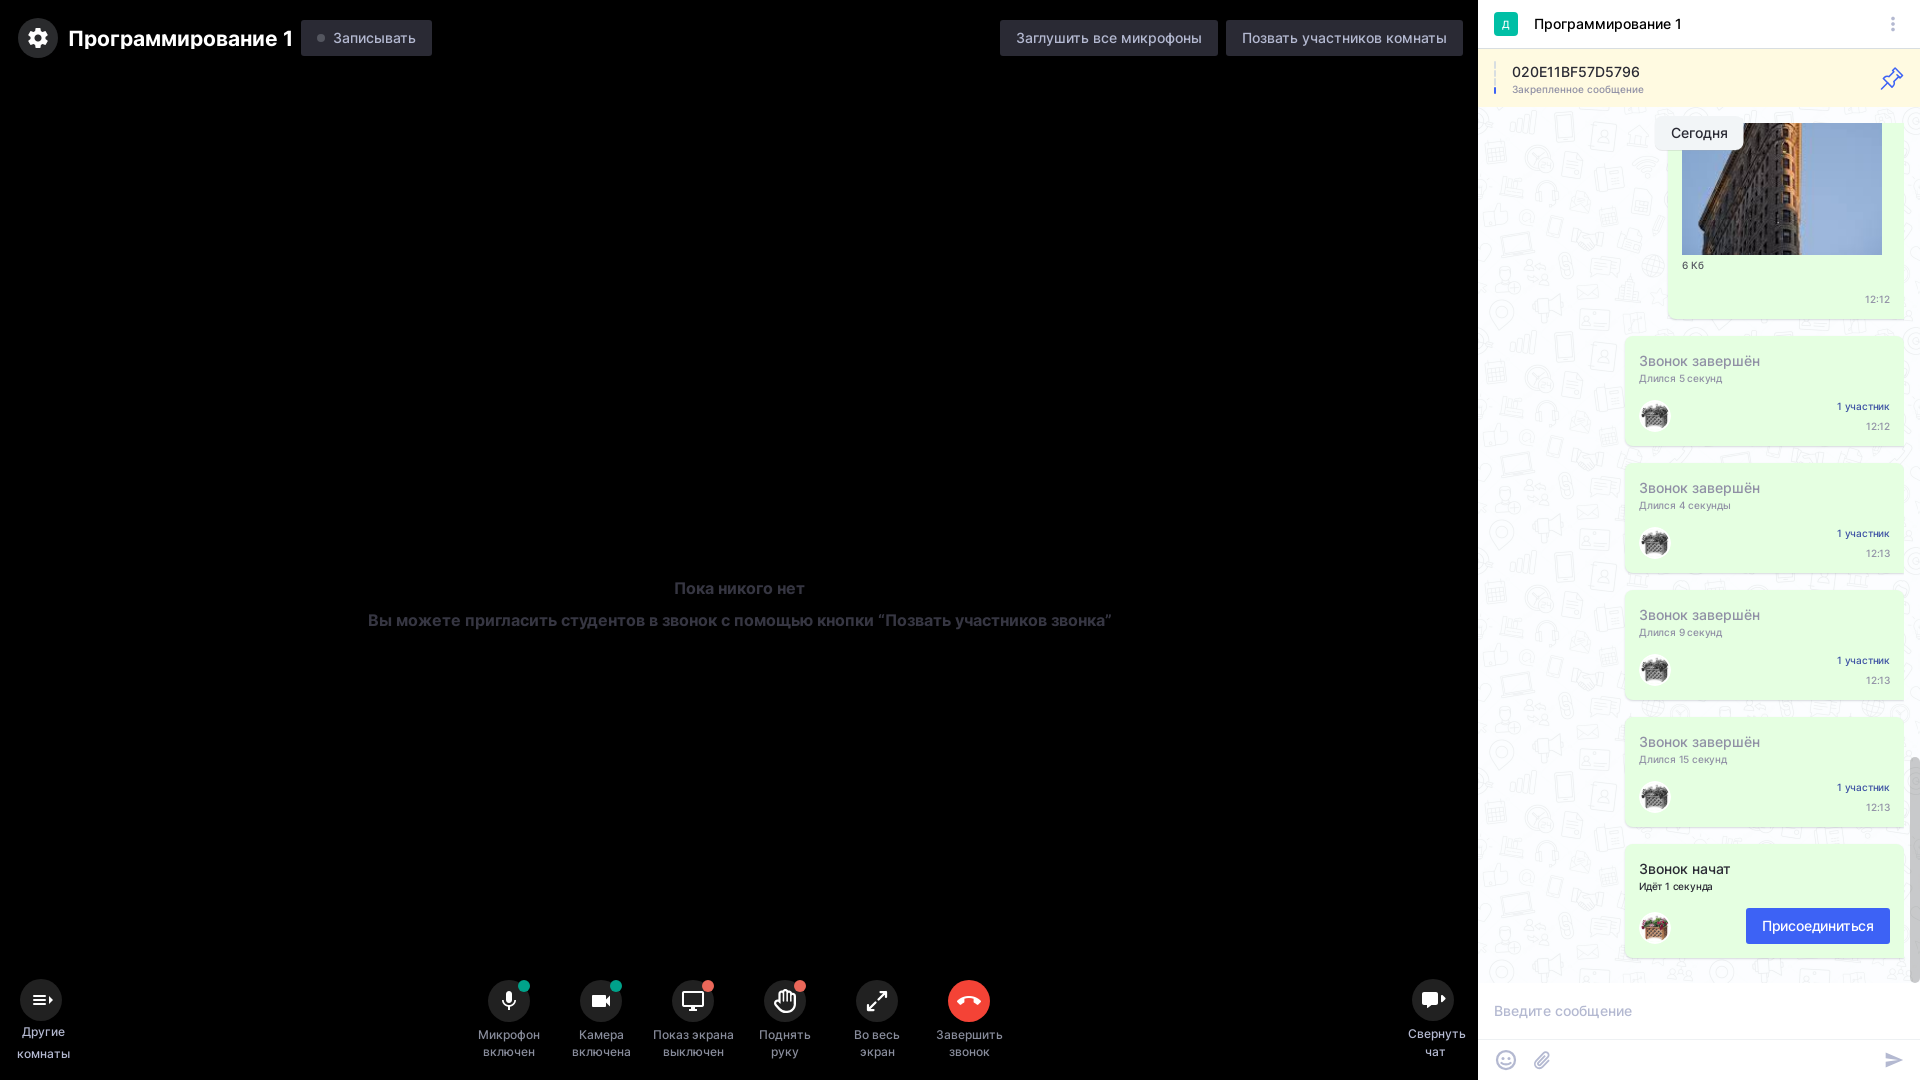 Программирование 1
Записывать
Заглушить все микрофоны
Позвать участников комнаты
Пока никого нет
Вы можете пригласить студентов в звонок с помощью кнопки “Позвать участников звонка”
Другие
комнаты
Микрофон
включен
Камера
включена
Показ экрана
выключен
Поднять
руку
Во весь
экран
Завершить
звонок
Свернуть
чат
Д
Программирование 1
020E11BF57D5796
Закрепленное сообщение
Сегодня
6 Кб
12:12
Звонок завершён
Длился 5 секунд
1 участник
12:12
Звонок завершён
Длился 4 секунды
1 участник
12:13
Звонок завершён
Длился 9 секунд
1 участник
12:13
Звонок завершён
Длился 15 секунд
1 участник
12:13
Звонок начат
Идёт 1 секунда
Присоединиться
Введите сообщение